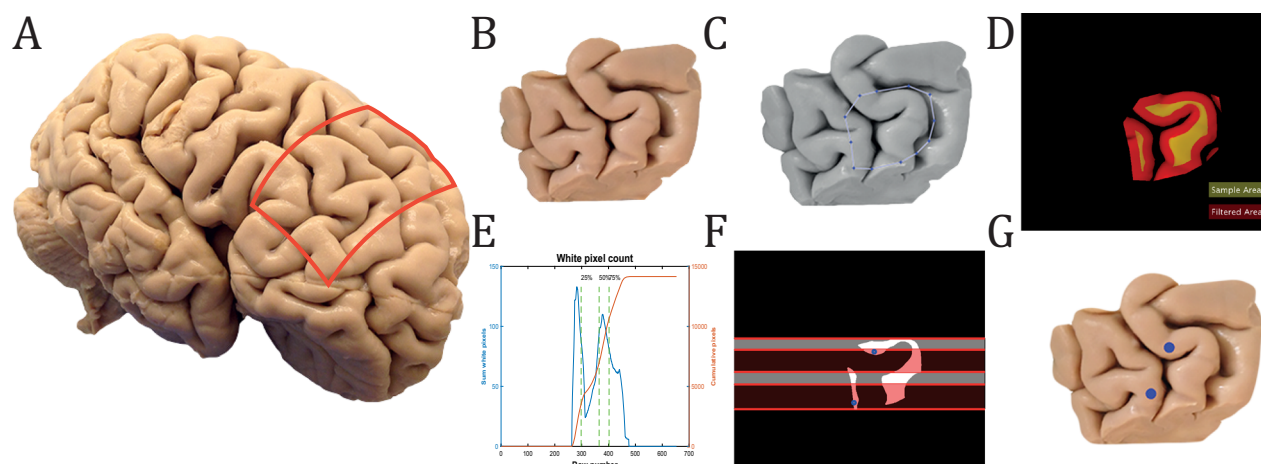 A
B
C
D
Sample Area
Filtered Area
E
White pixel count
150
100
50
0
Sum white pixels
25%
50%
75%
15000
10000
5000
0
Cumulative pixels
0
100
200
300
400
500
600
700
Row number
F
G